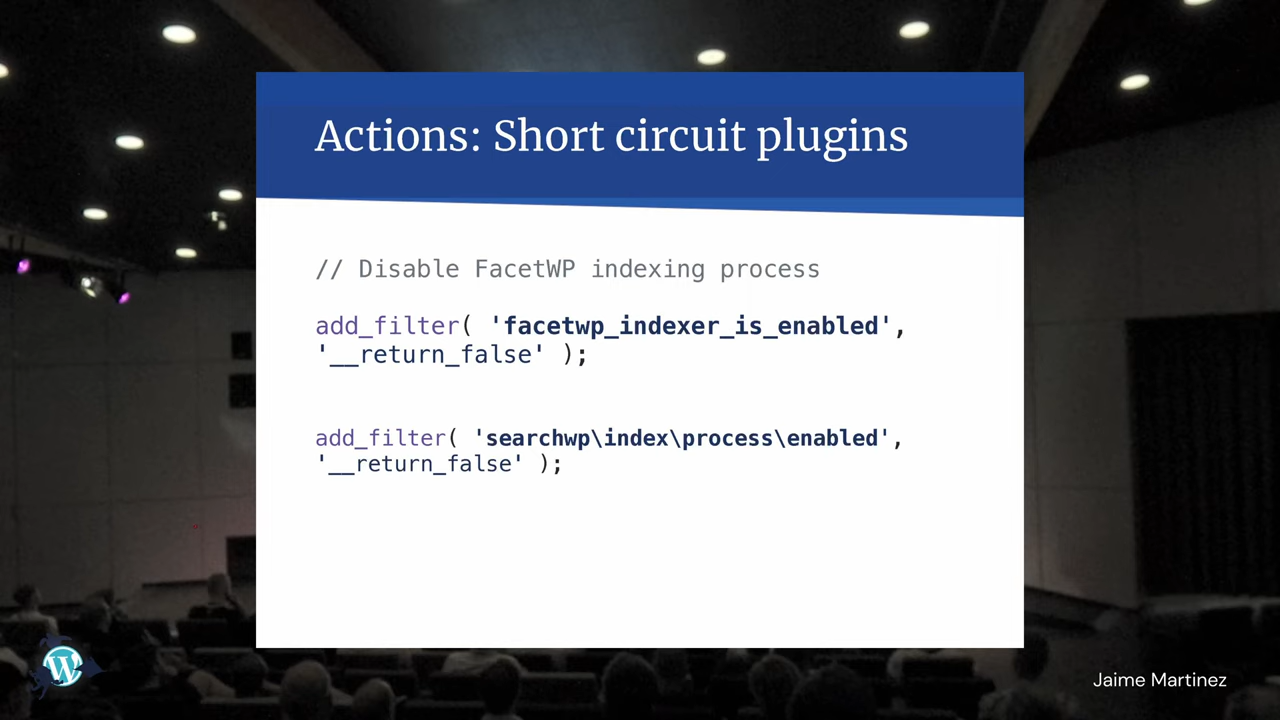 Actions: Short circuit plugins
// Disable FacetWP indexing process
add_filter( 'facetwp_indexer_is_enabled',
'__return_false' );
add_filter( 'searchwp\index\process\enabled',
'__return_false' );
W
Jaime Martinez